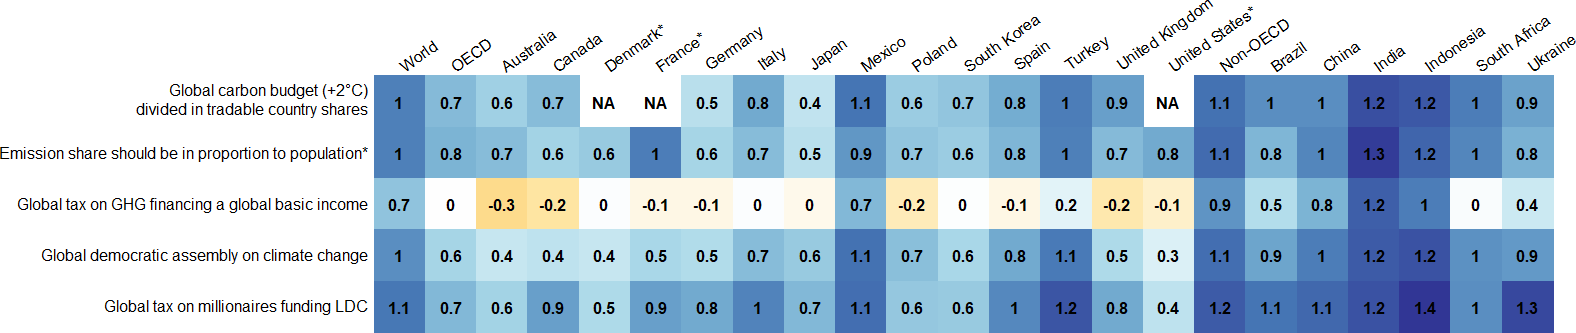 World OECD Australia Canada Denmark* France* Germany Italy Japan Mexico Poland South Korea Spain Turkey United Kingdom United States* Non-OECD Brazil China India Indonesia South Africa Ukraine
Global carbon budget (+2°C)
divided in tradable country shares 1 0.7 0.6 0.7 NA NA 0.5 0.8 0.4 1.1 0.6 0.7 0.8 1 0.9 NA 1.1 1 1 1.2 1.2 1 0.9
Emission share should be in proportion to population* 1 0.8 0.7 0.6 0.6 1 0.6 0.7 0.5 0.9 0.7 0.6 0.8 1 0.7 0.8 1.1 0.8 1 1.3 1.2 1 0.8
Global tax on GHG financing a global basic income 0.7 0 -0.3 -0.2 0 -0.1 -0.1 0 0 0.7 -0.2 0 -0.1 0.2 -0.2 -0.1 0.9 0.5 0.8 1.2 1 0 0.4
Global democratic assembly on climate change 1 0.6 0.4 0.4 0.4 0.5 0.5 0.7 0.6 1.1 0.7 0.6 0.8 1.1 0.5 0.3 1.1 0.9 1 1.2 1.2 1 0.9
Global tax on millionaires funding LDC 1.1 0.7 0.6 0.9 0.5 0.9 0.8 1 0.7 1.1 0.6 0.6 1 1.2 0.8 0.4 1.2 1.1 1.1 1.2 1.4 1 1.3